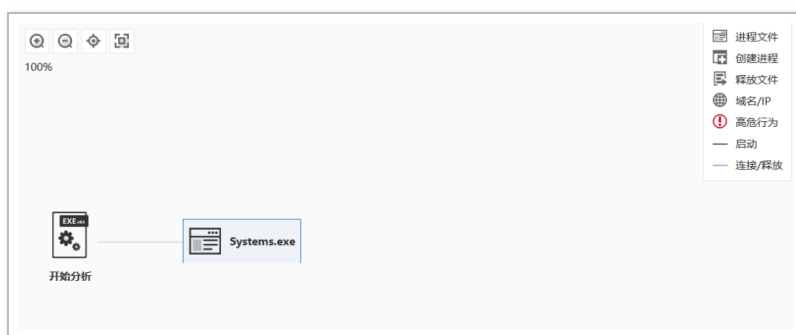 100%
进程文件
创建进程
释放文件
域名/IP
高危行为
启动
连接/释放
EXE x64
Systems.exe
开始分析